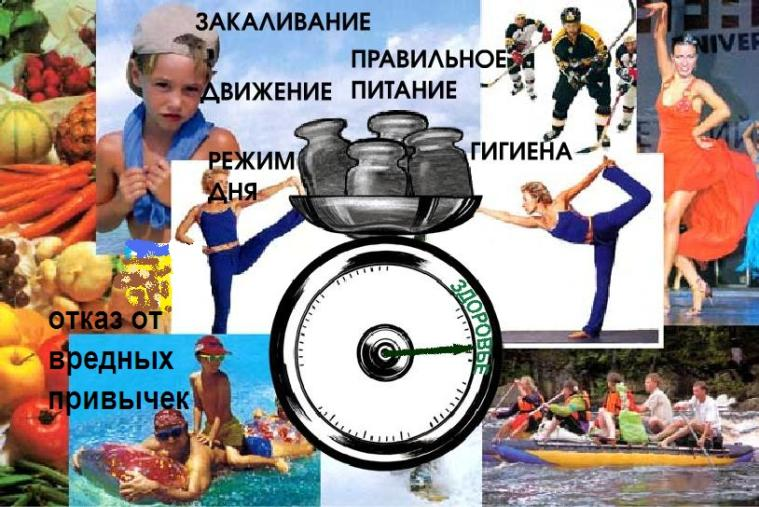 ЗАКАЛИВАНИЕ
ПРАВИЛЬНОЕ
ПИТАНИЕ
ДВИЖЕНИЕ
РЕЖИМ
ДНЯ
ГИГИЕНА
ЗДОРОВЬЕ
отказ от
вредных
привычек